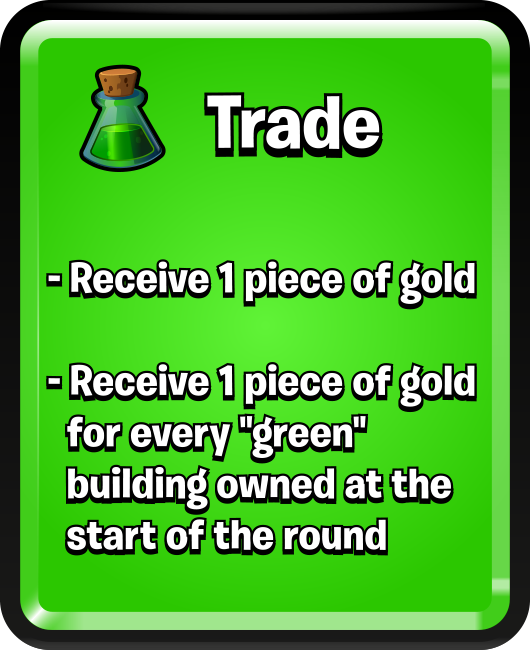 Trade
- Receive 1 piece of gold
- Receive 1 piece of gold
for every "green"
building owned at the
start of the round